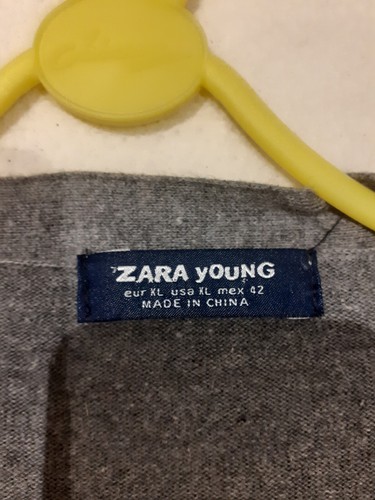 ZARA YOUNG
eur XL usa XL mex 42
MADE IN CHINA